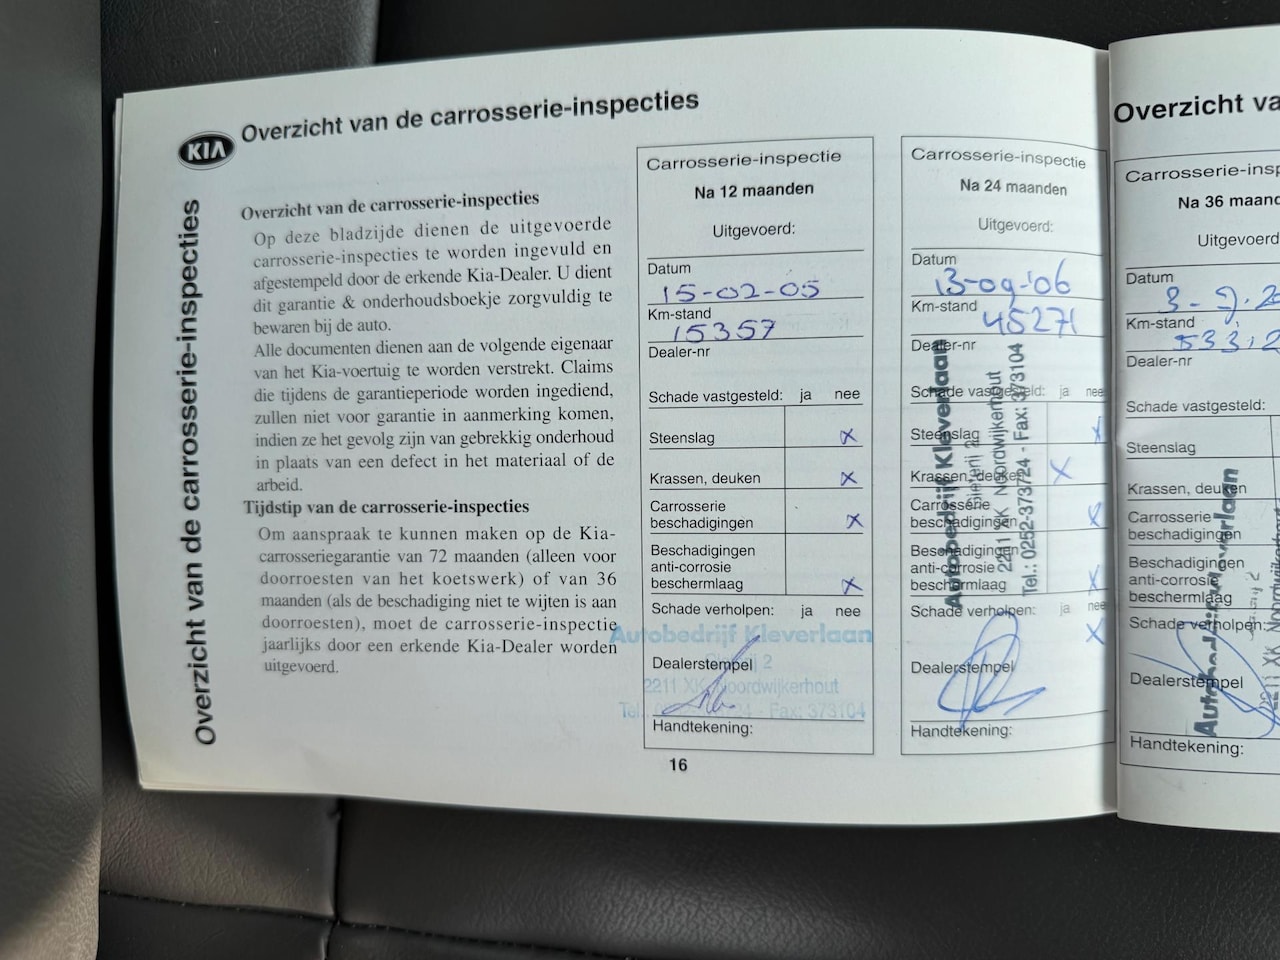 Overzicht van de carrosserie-inspecties
KIA
Overzicht van de carrosserie-inspecties
Overzicht van de carrosserie-inspecties
Op deze bladzijde dienen de uitgevoerde
carrosserie-inspecties te worden ingevuld en
afgestempeld door de erkende Kia-Dealer. U dient
dit garantie & onderhoudsboekje zorgvuldig te
bewaren bij de auto.
Alle documenten dienen aan de volgende eigenaar
van het Kia-voertuig te worden verstrekt. Claims
die tijdens de garantieperiode worden ingediend,
zullen niet voor garantie in aanmerking komen,
indien ze het gevolg zijn van gebrekkig onderhoud
in plaats van een defect in het materiaal of de
arbeid.
Tijdstip van de carrosserie-inspecties
Om aanspraak te kunnen maken op de Kia-
carrosseriegarantie van 72 maanden (alleen voor
doorroesten van het koetswerk) of van 36
maanden (als de beschadiging niet te wijten is aan
doorroesten), moet de carrosserie-inspectie
jaarlijks door een erkende Kia-Dealer worden
uitgevoerd.
Carrosserie-inspectie
Na 12 maanden
Uitgevoerd:
Datum
15-02-05
Km-stand
15357
Dealer-nr
Schade vastgesteld: ja nee
Steenslag x
Krassen, deuken x
Carrosserie
beschadigingen x
Beschadigingen
anti-corrosie
beschermlaag x
Schade verholpen: ja nee
Autobedrijf Kleverlaan
Dealerstempel 2
2211 XK Noordwijkerhout
Tel. - Fax: 373104
Handtekening:
16
Carrosserie-inspectie
Na 24 maanden
Uitgevoerd:
Datum
13-09-'06
Km-stand
45271
Dealer-nr
Schade vastgesteld: ja nee
Steenslag x
Krassen, deuken x
Carrosserie
beschadigingen x
Beschadigingen
anti-corrosie
beschermlaag x
Schade verholpen: ja nee
x
Dealerstempel
Handtekening:
Autobedrijf Kleverlaan
2211 XK Noordwijkerhout
Tel.: 0252-373724 - Fax: 373104
Overzicht va
Carrosserie-insp
Na 36 maand
Uitgevoerd
Datum
3-9-2
Km-stand
Dealer-nr
Schade vastgesteld:
Steenslag
Krassen, deuken
Carrosserie
beschadigingen
Beschadigingen
anti-corrosie
beschermlaag
Schade verholpen
Dealerstempel
Handtekening:
Autobedrijf Kleverlaan
2211 XK Noordwijkerhout